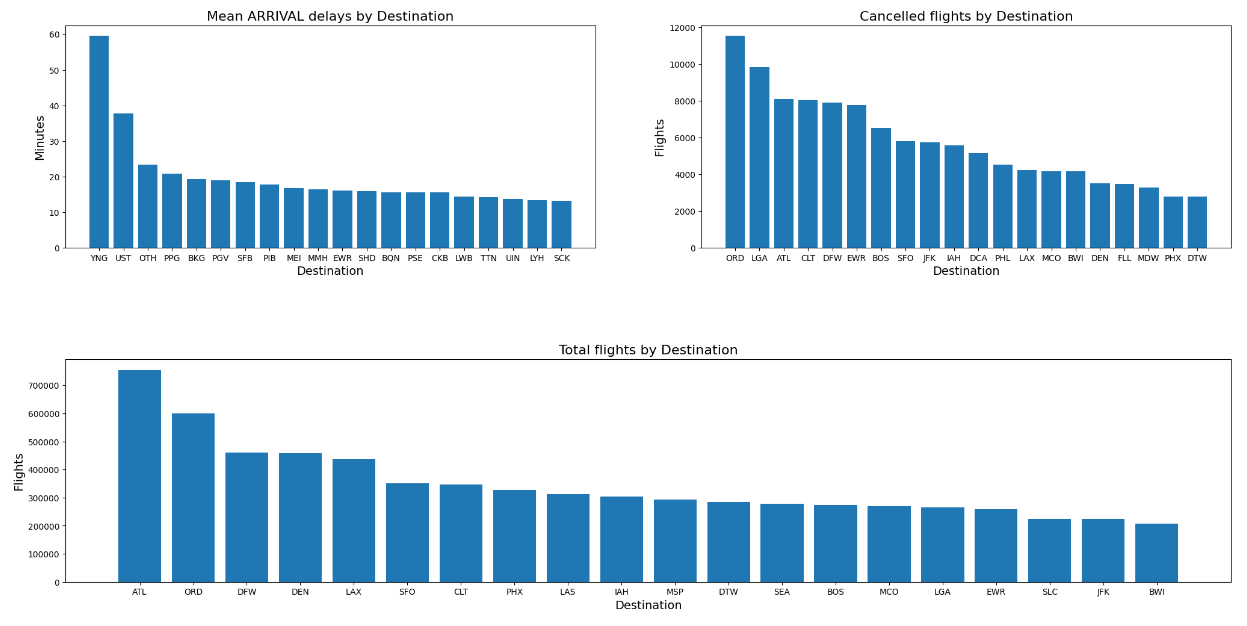 Mean ARRIVAL delays by Destination
60
50
40
30
20
10
0
Minutes
YNG UST OTH PPG BKG PGV SFB PIB MEI MMH EWR SHD BQN PSE CKB LWB TTN UIN LYH SCK
Destination
Cancelled flights by Destination
12000
10000
8000
6000
4000
2000
0
Flights
ORD LGA ATL CLT DFW EWR BOS SFO JFK IAH DCA PHL LAX MCO BWI DEN FLL MDW PHX DTW
Destination
Total flights by Destination
700000
600000
500000
400000
300000
200000
100000
0
Flights
ATL ORD DFW DEN LAX SFO CLT PHX LAS IAH MSP DTW SEA BOS MCO LGA EWR SLC JFK BWI
Destination